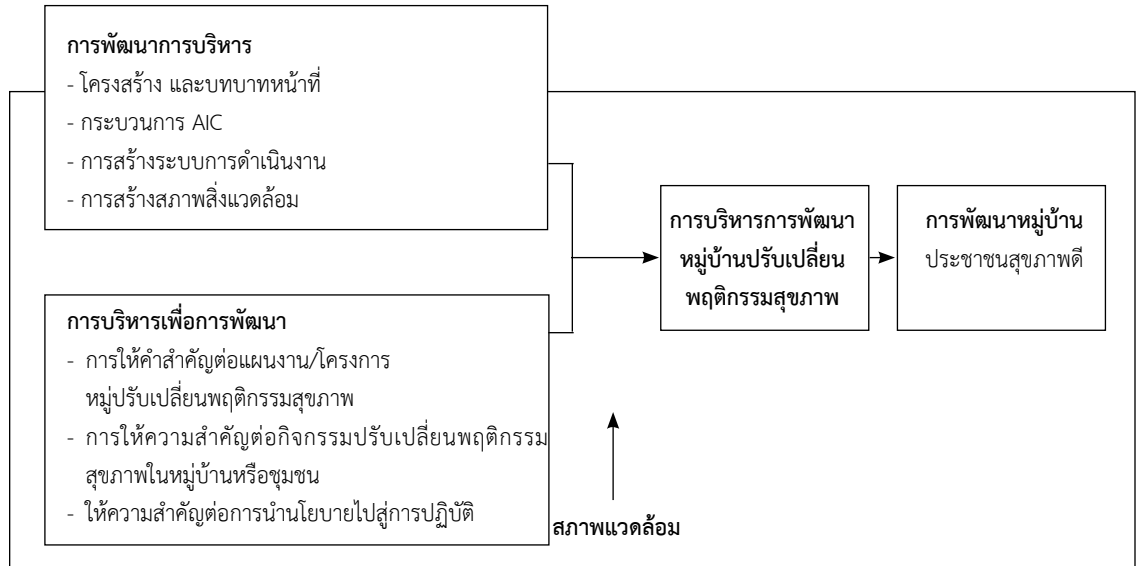 การพัฒนาการบริหาร
- โครงสร้าง และบทบาทหน้าที่
- กระบวนการ AIC
- การสร้างระบบการดำเนินงาน
- การสร้างสภาพสิ่งแวดล้อม
การบริหารเพื่อการพัฒนา
- การให้คำสำคัญต่อแผนงาน/โครงการ
หมู่ปรับเปลี่ยนพฤติกรรมสุขภาพ
- การให้ความสำคัญต่อกิจกรรมปรับเปลี่ยนพฤติกรรม
สุขภาพในหมู่บ้านหรือชุมชน
- ให้ความสำคัญต่อการนำนโยบายไปสู่การปฏิบัติ
การบริหารการพัฒนา
หมู่บ้านปรับเปลี่ยน
พฤติกรรมสุขภาพ
การพัฒนาหมู่บ้าน
ประชาชนสุขภาพดี
สภาพแวดล้อม